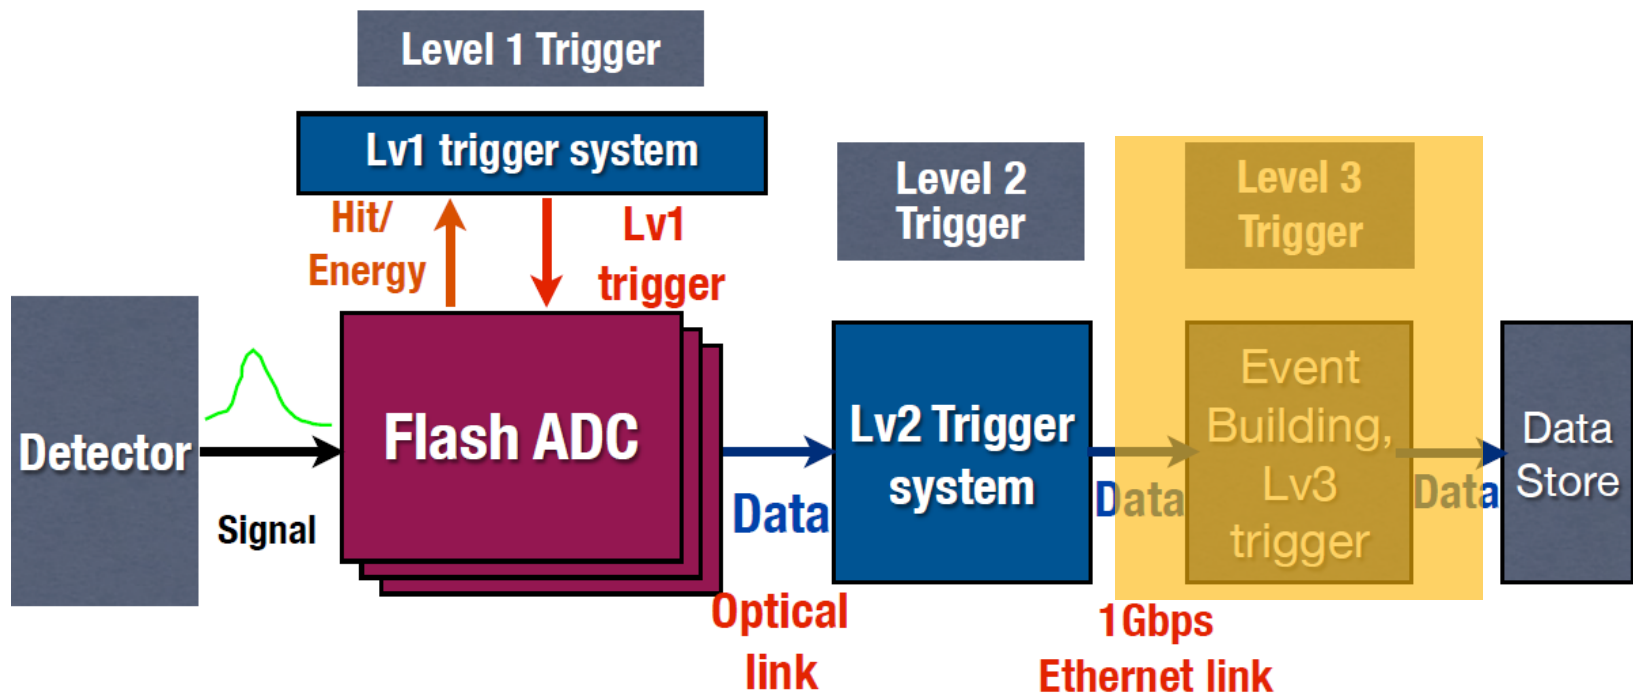 Level 1 Trigger
Lv1 trigger system
Hit/
Energy
Lv1
trigger
Level 2
Trigger
Level 3
Trigger
Detector
Signal
Flash ADC
Data
Optical
link
Lv2 Trigger
system
Data
1Gbps
Ethernet link
Event
Building,
Lv3
trigger
Data
Data
Store